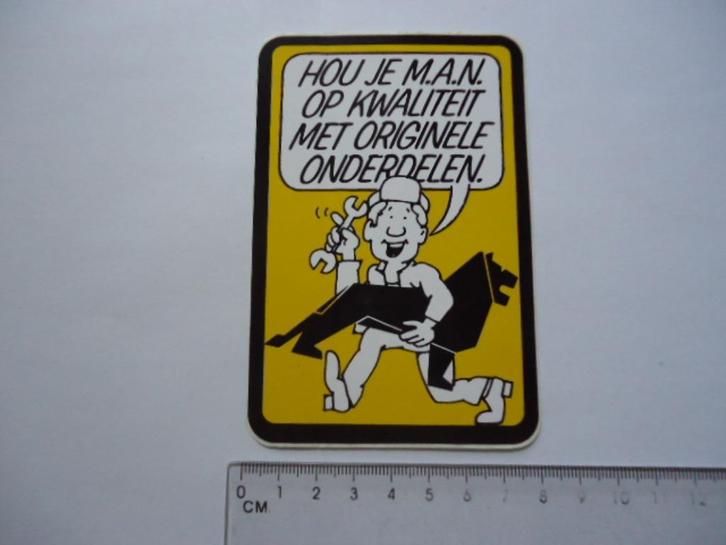 HOU JE M.A.N.
OP KWALITEIT
MET ORIGINELE
ONDERDELEN.
0 1 2 3 4 5 6 7 8 9 10 11 12
CM